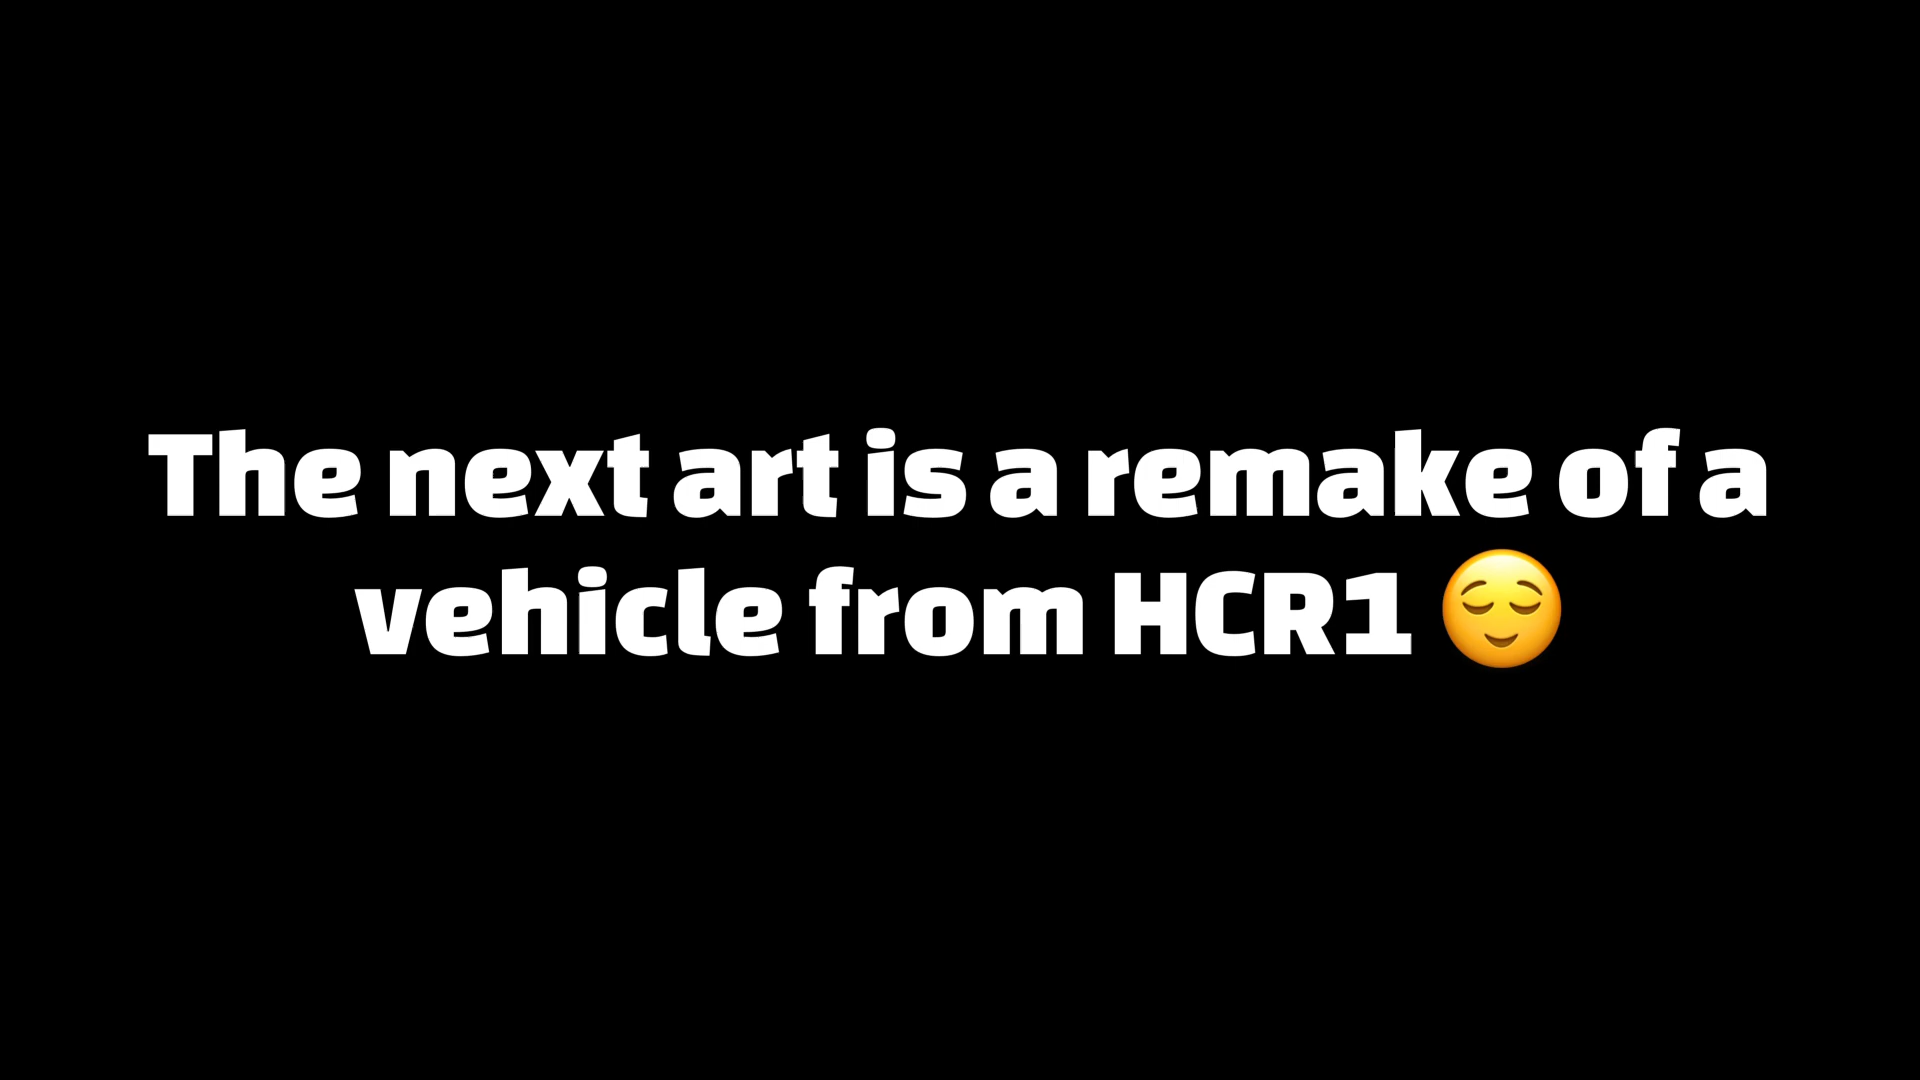 The next art is a remake of a
vehicle from HCR1 😌